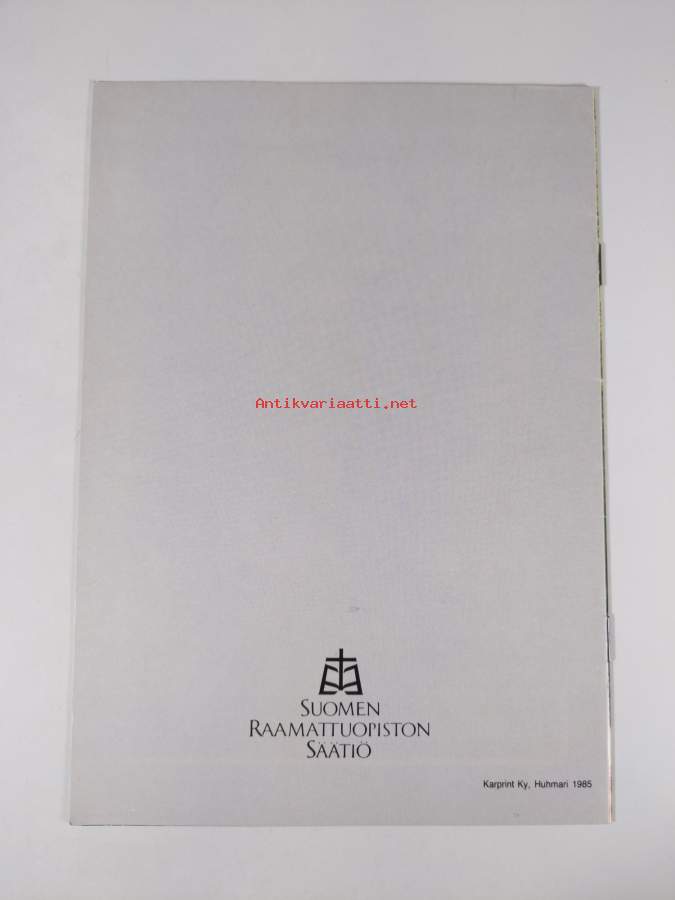 Antikvariaatti.net
SUOMEN
RAAMATTUOPISTON
SÄÄTIÖ
Karprint Ky, Huhmari 1985